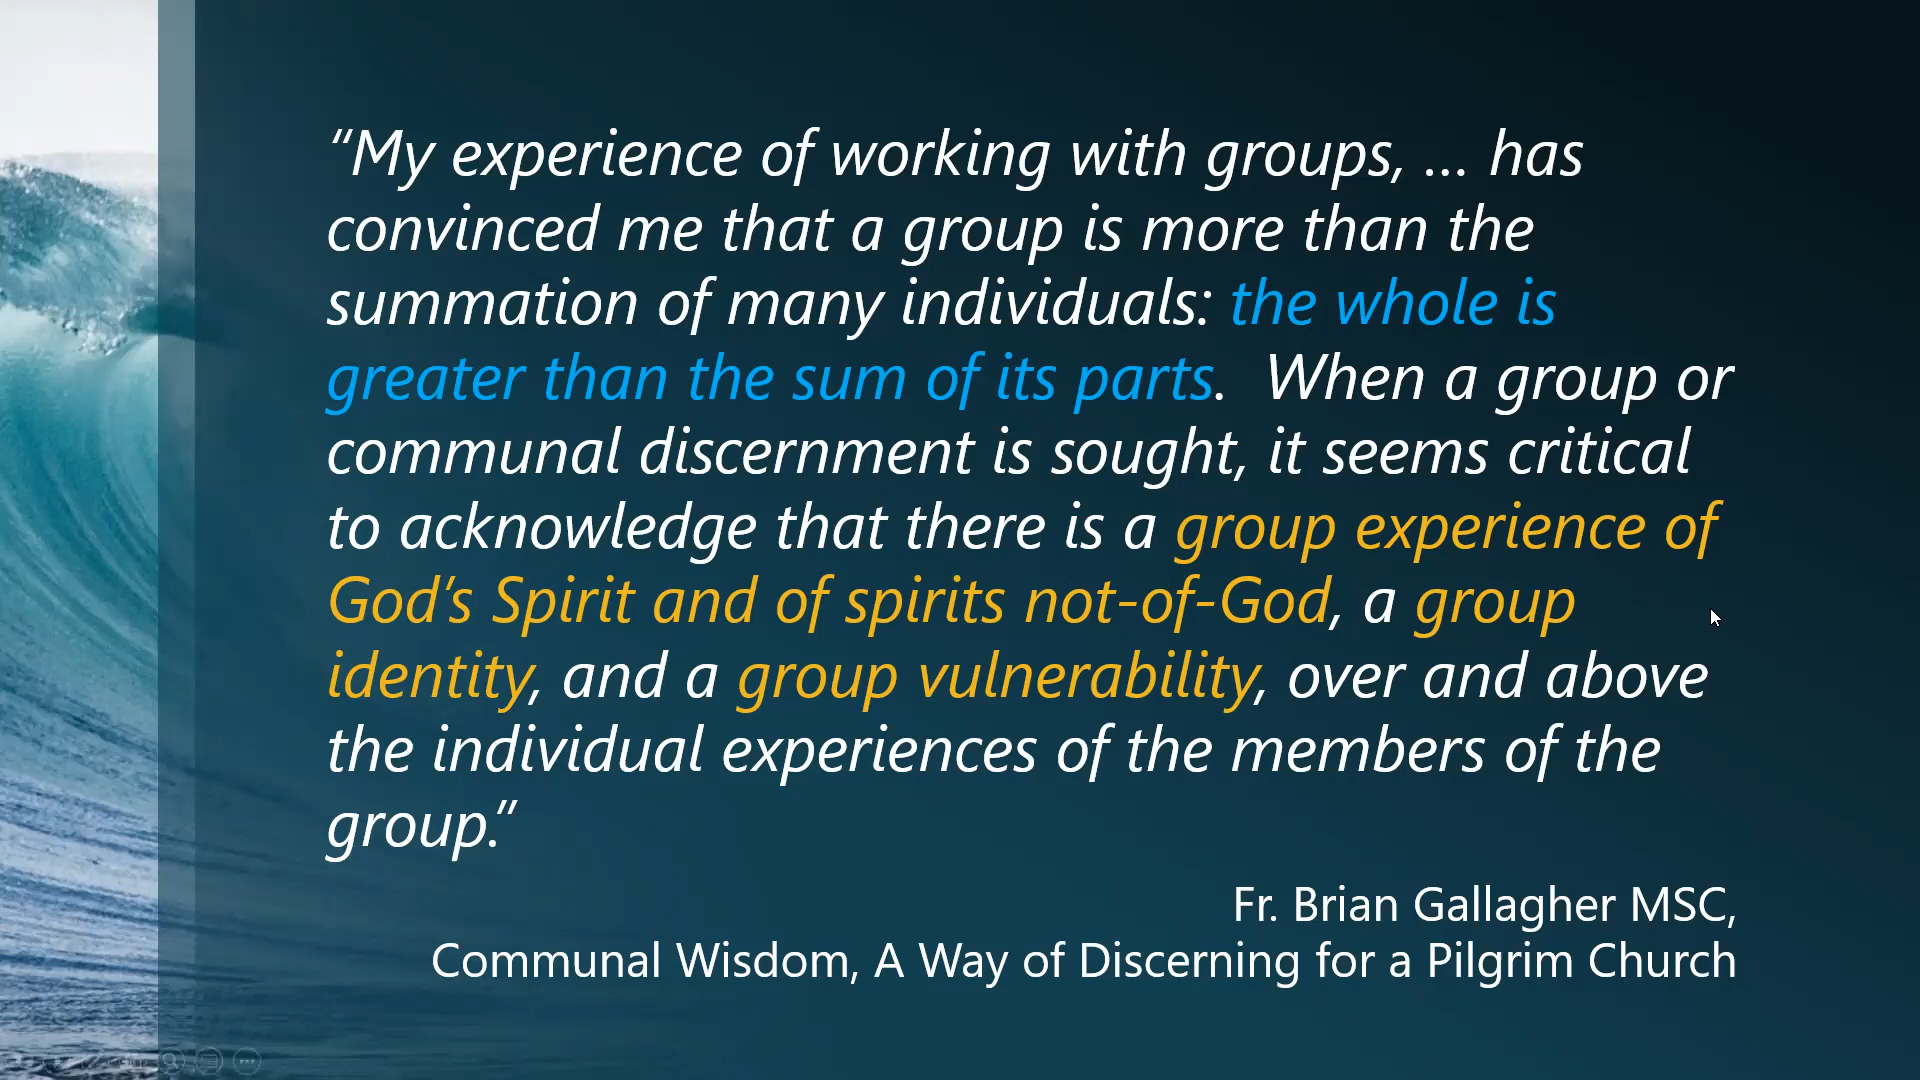 “My experience of working with groups, … has
convinced me that a group is more than the
summation of many individuals: the whole is
greater than the sum of its parts.  When a group or
communal discernment is sought, it seems critical
to acknowledge that there is a group experience of
God’s Spirit and of spirits not-of-God, a group
identity, and a group vulnerability, over and above
the individual experiences of the members of the
group.”
Fr. Brian Gallagher MSC,
Communal Wisdom, A Way of Discerning for a Pilgrim Church